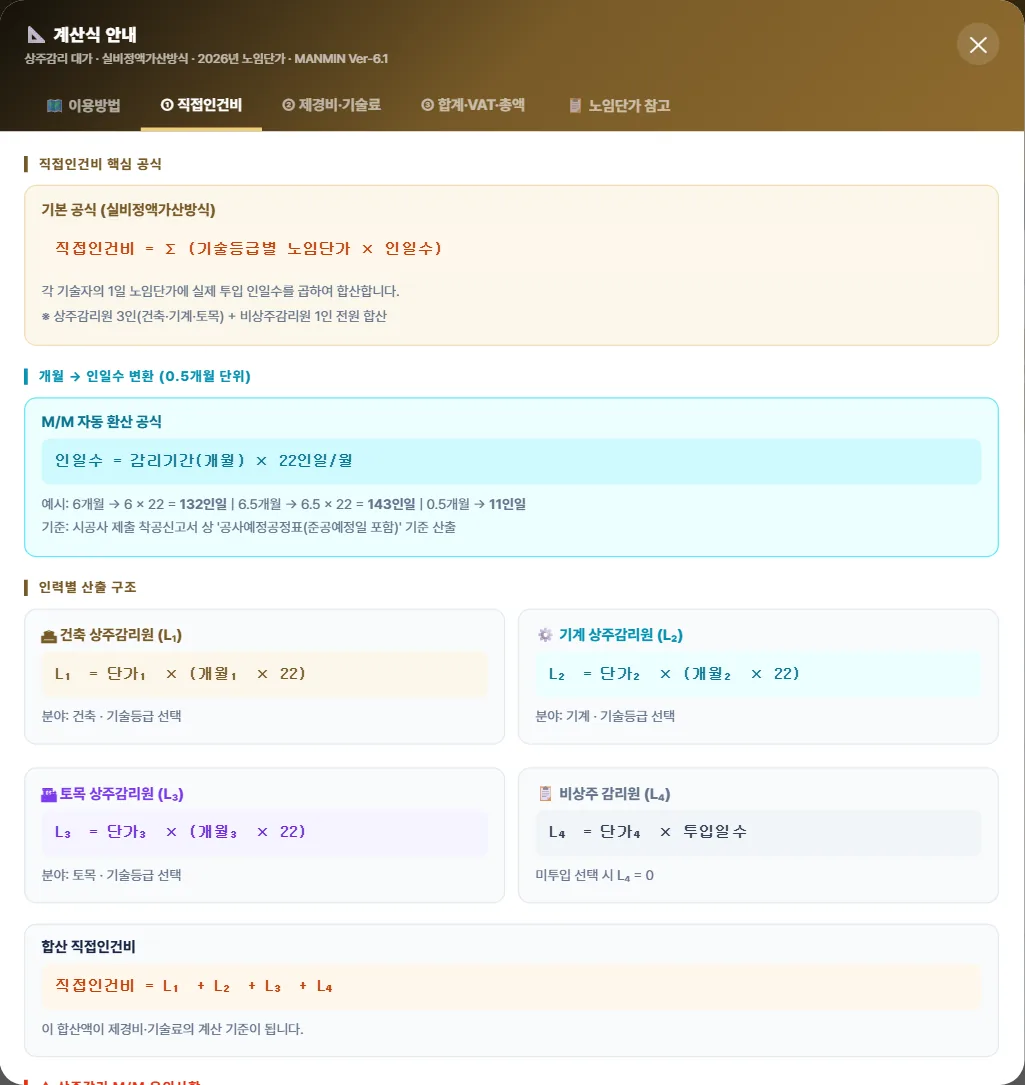 계산식 안내
상주감리 대가 · 실비정액가산방식 · 2026년 노임단가 · MANMIN Ver-6.1
이용방법 ① 직접인건비 ② 제경비·기술료 ③ 합계·VAT·총액 노임단가 참고
직접인건비 핵심 공식
기본 공식 (실비정액가산방식)
직접인건비 = Σ (기술등급별 노임단가 × 인일수)
각 기술자의 1일 노임단가에 실제 투입 인일수를 곱하여 합산합니다.
※ 상주감리원 3인(건축·기계·토목) + 비상주감리원 1인 전원 합산
개월 → 인일수 변환 (0.5개월 단위)
M/M 자동 환산 공식
인일수 = 감리기간(개월) × 22인일/월
예시: 6개월 → 6 × 22 = 132인일 | 6.5개월 → 6.5 × 22 = 143인일 | 0.5개월 → 11인일
기준: 시공사 제출 착공신고서 상 '공사예정공정표(준공예정일 포함)' 기준 산출
인력별 산출 구조
건축 상주감리원 (L₁)
L₁ = 단가₁ × (개월₁ × 22)
분야: 건축 · 기술등급 선택
기계 상주감리원 (L₂)
L₂ = 단가₂ × (개월₂ × 22)
분야: 기계 · 기술등급 선택
토목 상주감리원 (L₃)
L₃ = 단가₃ × (개월₃ × 22)
분야: 토목 · 기술등급 선택
비상주 감리원 (L₄)
L₄ = 단가₄ × 투입일수
미투입 선택 시 L₄ = 0
합산 직접인건비
직접인건비 = L₁ + L₂ + L₃ + L₄
이 합산액이 제경비·기술료의 계산 기준이 됩니다.